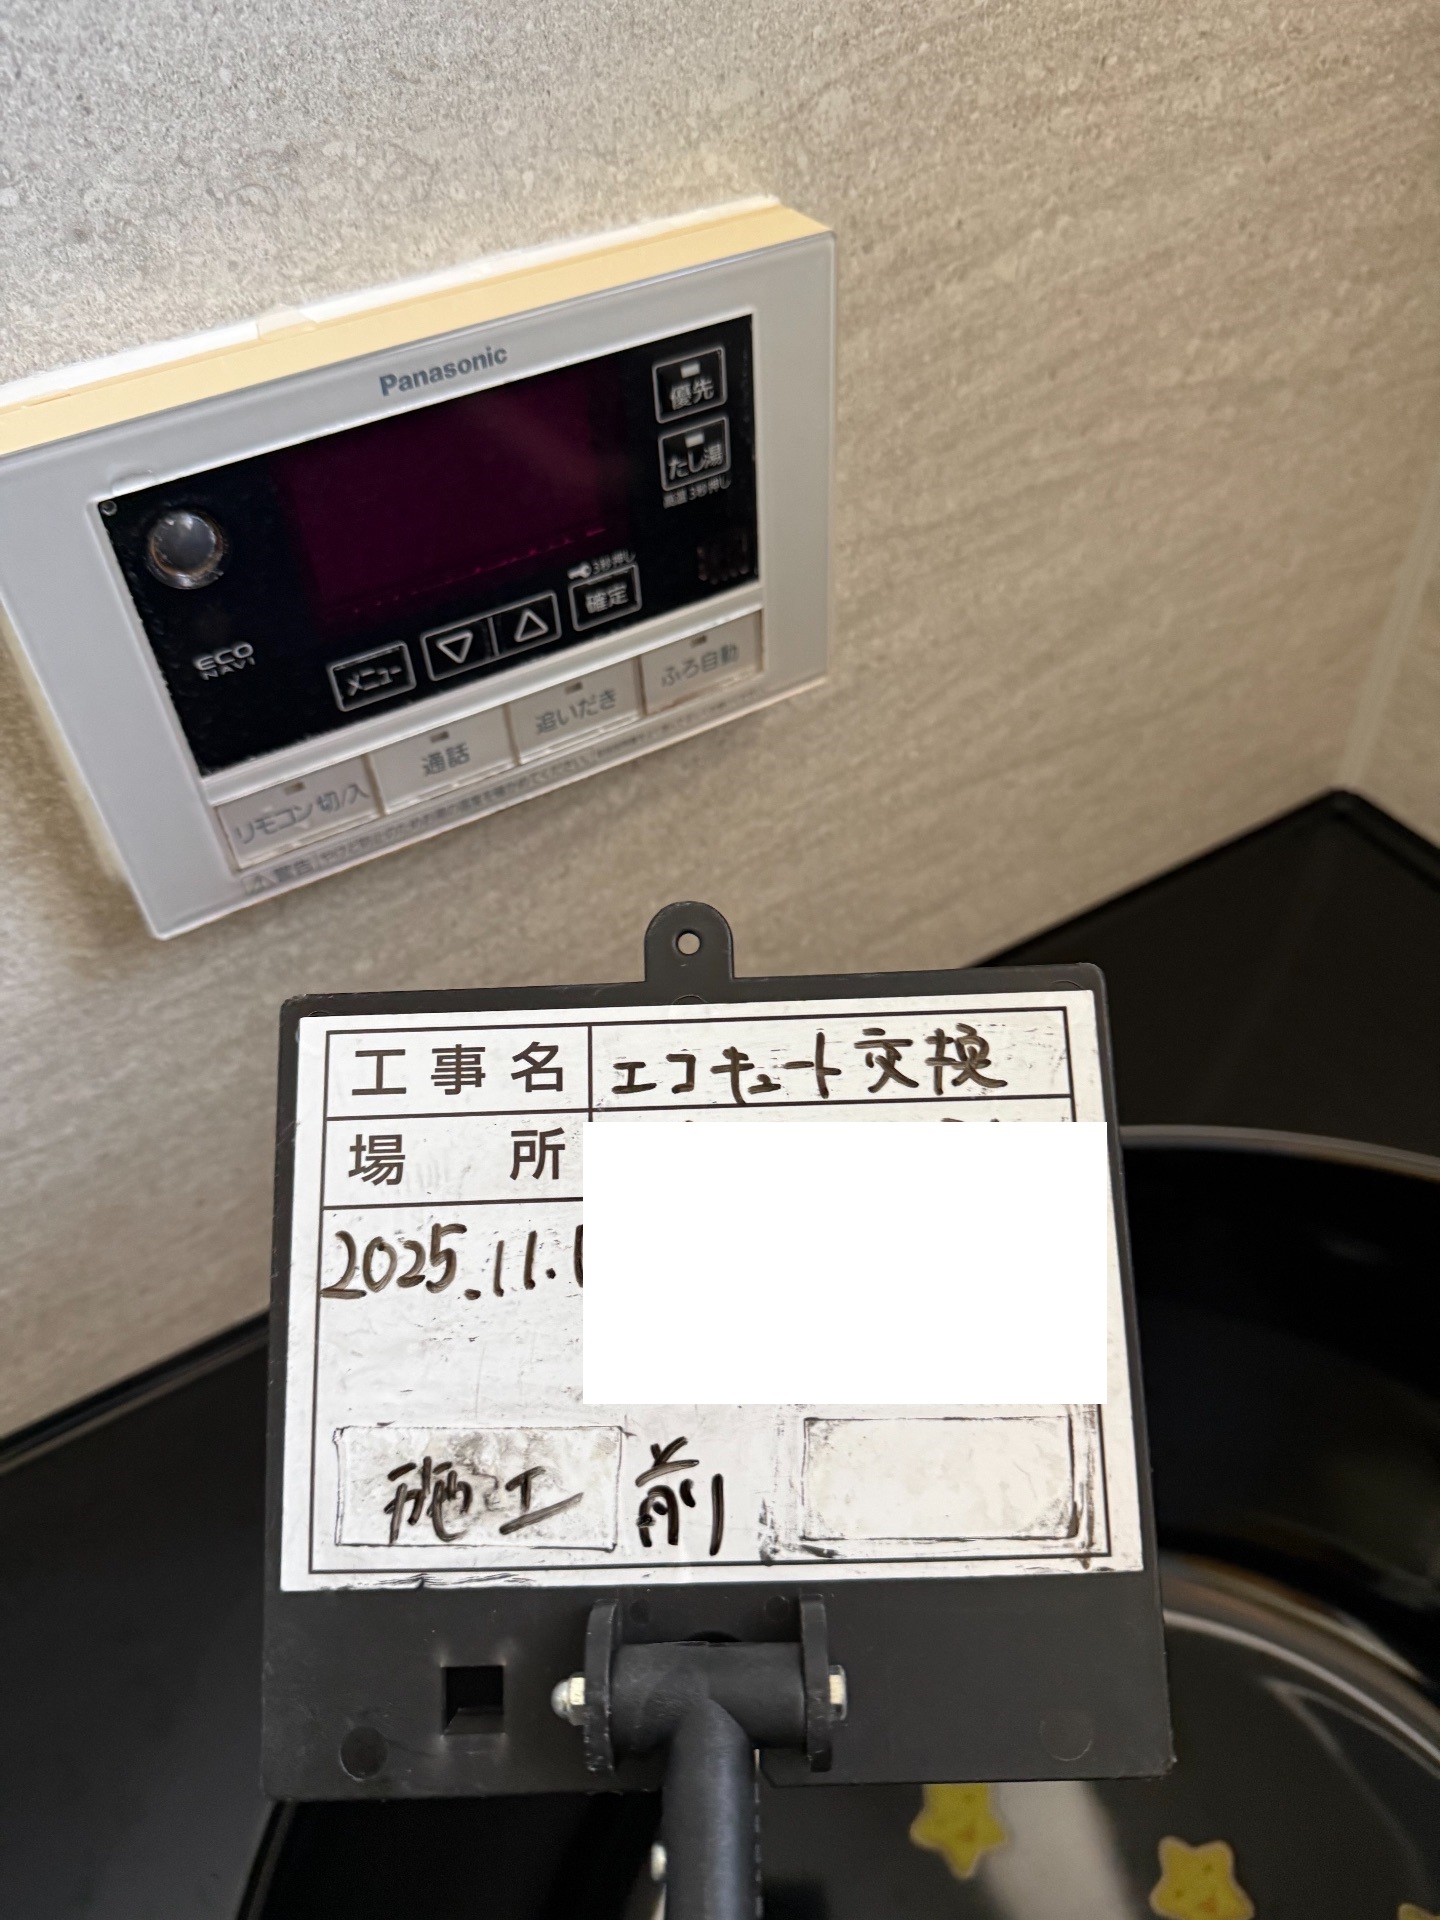 Panasonic
優先
たし湯
高温3秒押し
3秒押し
ECO
NAVI
メニュー
▽
△
確定
リモコン切/入
通話
追いだき
ふろ自動
警告
工事名 エコキュート交換
場所
2025.11.
施工前